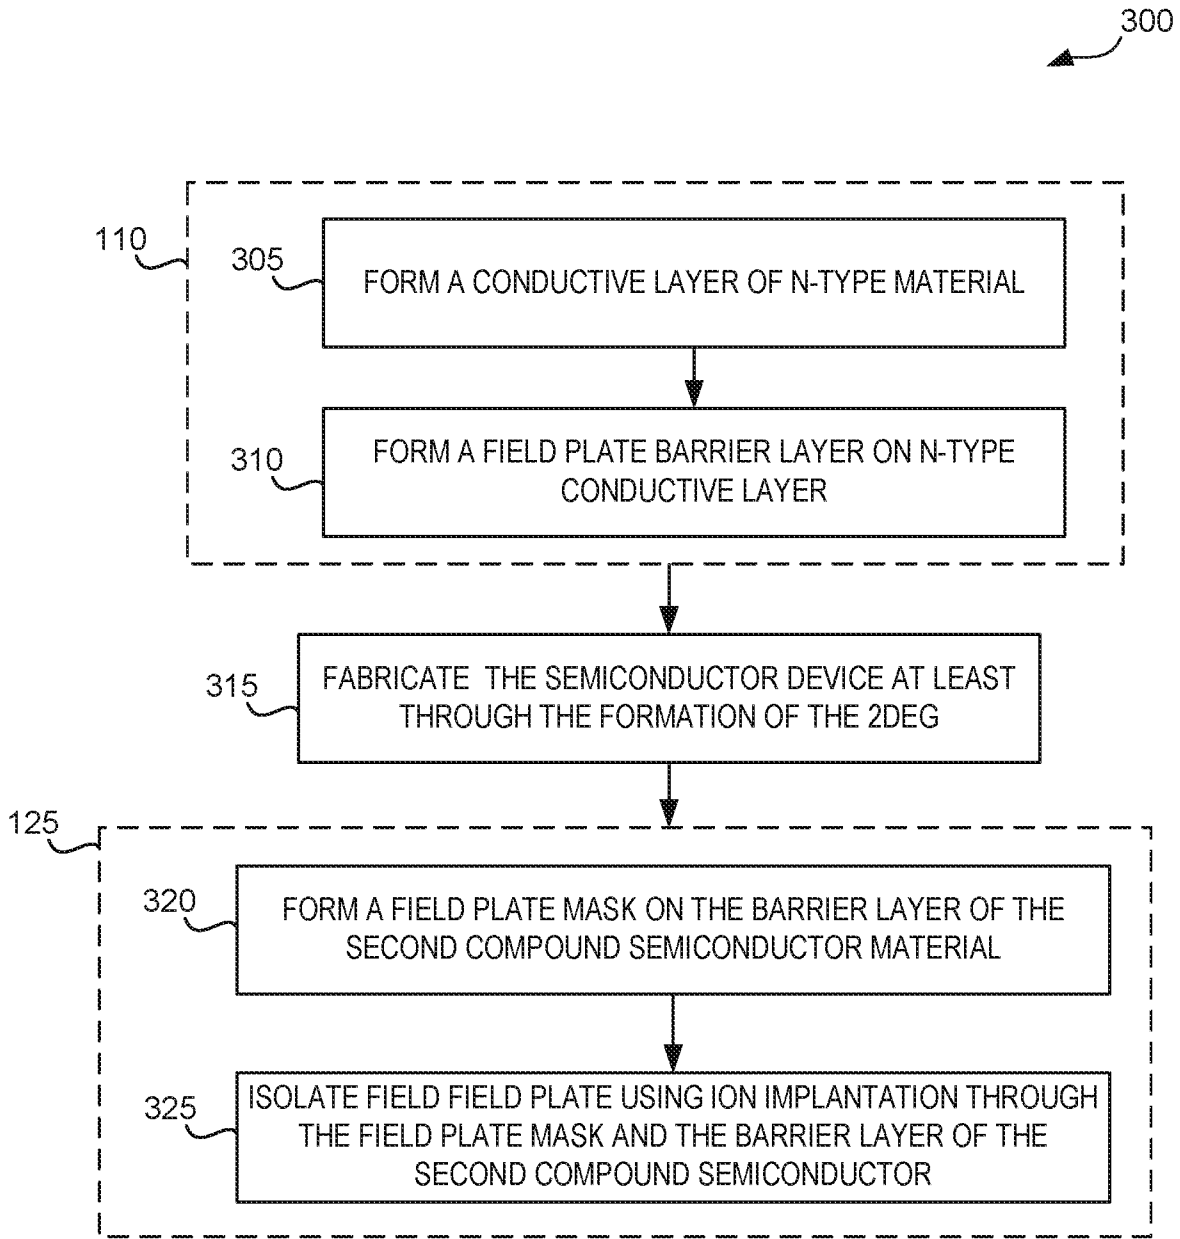 300
110
305
FORM A CONDUCTIVE LAYER OF N-TYPE MATERIAL
310
FORM A FIELD PLATE BARRIER LAYER ON N-TYPE
CONDUCTIVE LAYER
315
FABRICATE THE SEMICONDUCTOR DEVICE AT LEAST
THROUGH THE FORMATION OF THE 2DEG
125
320
FORM A FIELD PLATE MASK ON THE BARRIER LAYER OF THE
SECOND COMPOUND SEMICONDUCTOR MATERIAL
325
ISOLATE FIELD FIELD PLATE USING ION IMPLANTATION THROUGH
THE FIELD PLATE MASK AND THE BARRIER LAYER OF THE
SECOND COMPOUND SEMICONDUCTOR